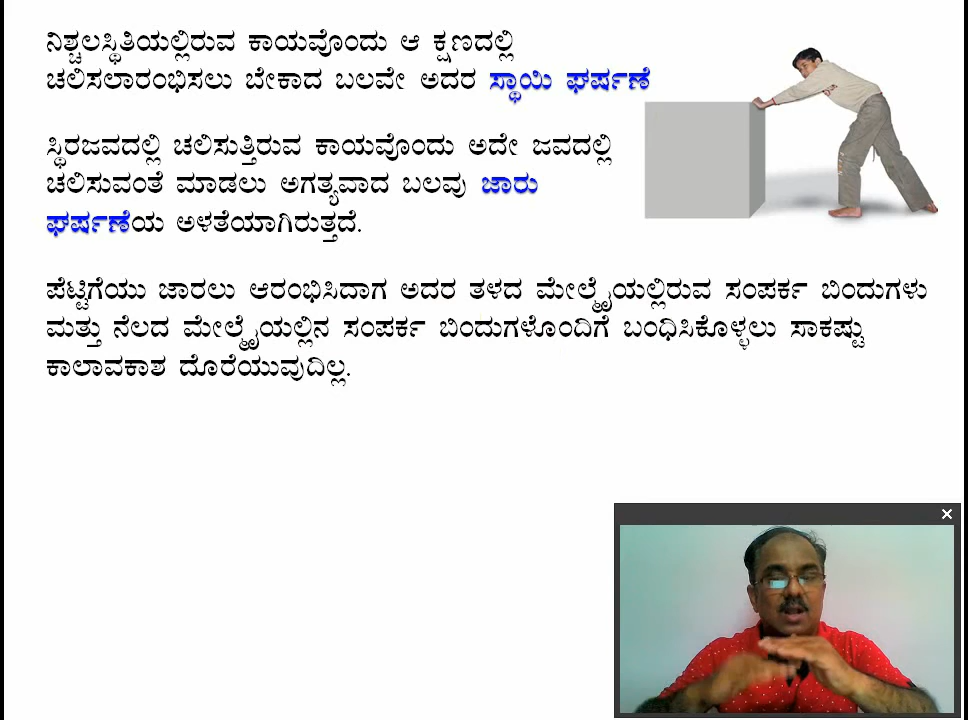 ನಿಶ್ಚಲಸ್ಥಿತಿಯಲ್ಲಿರುವ ಕಾಯವೊಂದು ಆ ಕ್ಷಣದಲ್ಲಿ
ಚಲಿಸಲಾರಂಭಿಸಲು ಬೇಕಾದ ಬಲವೇ ಅದರ ಸ್ಥಾಯಿ ಘರ್ಷಣೆ
ಸ್ಥಿರಜವದಲ್ಲಿ ಚಲಿಸುತ್ತಿರುವ ಕಾಯವೊಂದು ಅದೇ ಜವದಲ್ಲಿ
ಚಲಿಸುವಂತೆ ಮಾಡಲು ಅಗತ್ಯವಾದ ಬಲವು ಜಾರು
ಘರ್ಷಣೆಯ ಅಳತೆಯಾಗಿರುತ್ತದೆ.
ಪೆಟ್ಟಿಗೆಯು ಜಾರಲು ಆರಂಭಿಸಿದಾಗ ಅದರ ತಳದ ಮೇಲ್ಮೈಯಲ್ಲಿರುವ ಸಂಪರ್ಕ ಬಿಂದುಗಳು
ಮತ್ತು ನೆಲದ ಮೇಲ್ಮೈಯಲ್ಲಿನ ಸಂಪರ್ಕ ಬಿಂದುಗಳೊಂದಿಗೆ ಬಂಧಿಸಿಕೊಳ್ಳಲು ಸಾಕಷ್ಟು
ಕಾಲಾವಕಾಶ ದೊರೆಯುವುದಿಲ್ಲ.